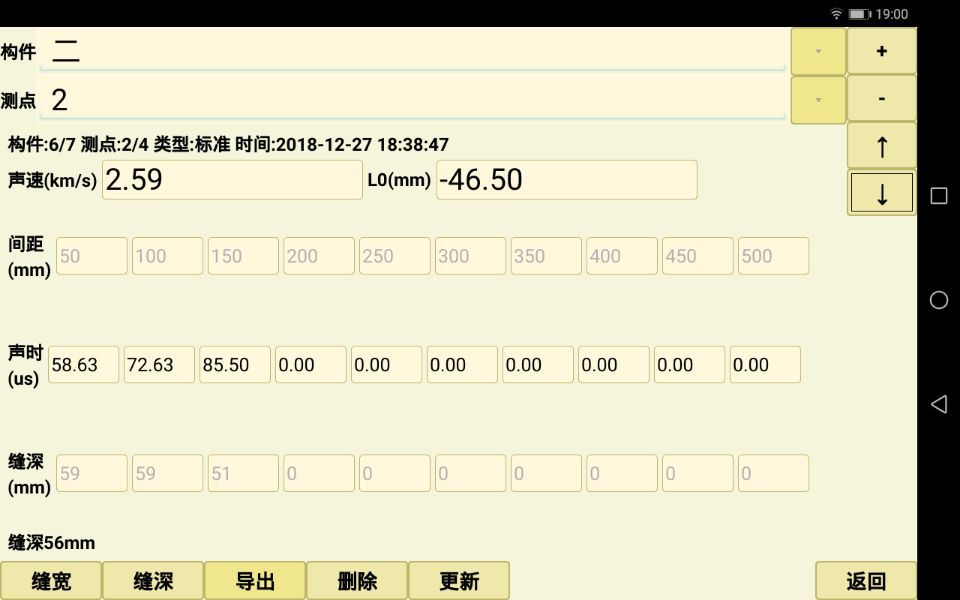 19:00
构件 二 +
测点 2 -
构件:6/7 测点:2/4 类型:标准 时间:2018-12-27 18:38:47 ↑
声速(km/s) 2.59 L0(mm) -46.50 ↓
间距
(mm) 50 100 150 200 250 300 350 400 450 500
声时
(us) 58.63 72.63 85.50 0.00 0.00 0.00 0.00 0.00 0.00 0.00
缝深
(mm) 59 59 51 0 0 0 0 0 0 0
缝深56mm
缝宽 缝深 导出 删除 更新 返回